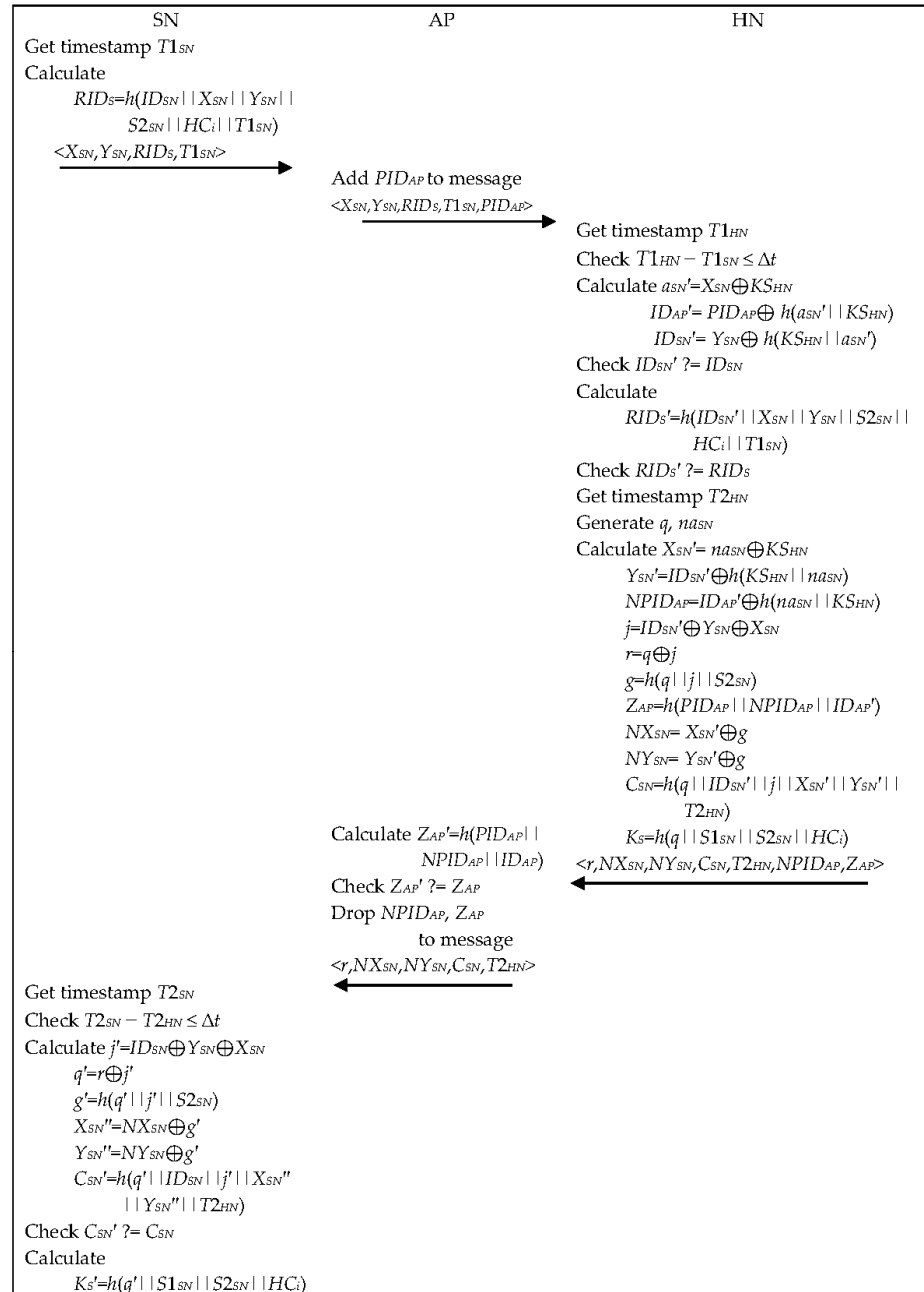 SN
AP
HN
Get timestamp T1SN
Calculate
RIDS=h(IDSN||XSN||YSN||
S2SN||HCi||T1SN)
<XSN,YSN,RIDS,T1SN>
Add PIDAP to message
<XSN,YSN,RIDS,T1SN,PIDAP>
Get timestamp T1HN
Check T1HN − T1SN ≤ Δt
Calculate aSN'=XSN⊕KSHN
IDAP'= PIDAP⊕ h(aSN'||KSHN)
IDSN'= YSN⊕ h(KSHN||aSN')
Check IDSN' ?= IDSN
Calculate
RIDS'=h(IDSN'||XSN||YSN||S2SN||
HCi||T1SN)
Check RIDS' ?= RIDS
Get timestamp T2HN
Generate q, naSN
Calculate XSN'= naSN⊕KSHN
YSN'=IDSN'⊕h(KSHN||naSN)
NPIDAP=IDAP'⊕h(naSN||KSHN)
j=IDSN'⊕YSN⊕XSN
r=q⊕j
g=h(q||j||S2SN)
ZAP=h(PIDAP||NPIDAP||IDAP')
NXSN= XSN'⊕g
NYSN= YSN'⊕g
CSN=h(q||IDSN'||j||XSN'||YSN'||
T2HN)
KS=h(q||S1SN||S2SN||HCi)
<r,NXSN,NYSN,CSN,T2HN,NPIDAP,ZAP>
Calculate ZAP'=h(PIDAP||
NPIDAP||IDAP)
Check ZAP' ?= ZAP
Drop NPIDAP, ZAP
to message
<r,NXSN,NYSN,CSN,T2HN>
Get timestamp T2SN
Check T2SN − T2HN ≤ Δt
Calculate j'=IDSN⊕YSN⊕XSN
q'=r⊕j'
g'=h(q'||j'||S2SN)
XSN''=NXSN⊕g'
YSN''=NYSN⊕g'
CSN'=h(q'||IDSN||j'||XSN''
||YSN''||T2HN)
Check CSN' ?= CSN
Calculate
KS'=h(q'||S1SN||S2SN||HCi)